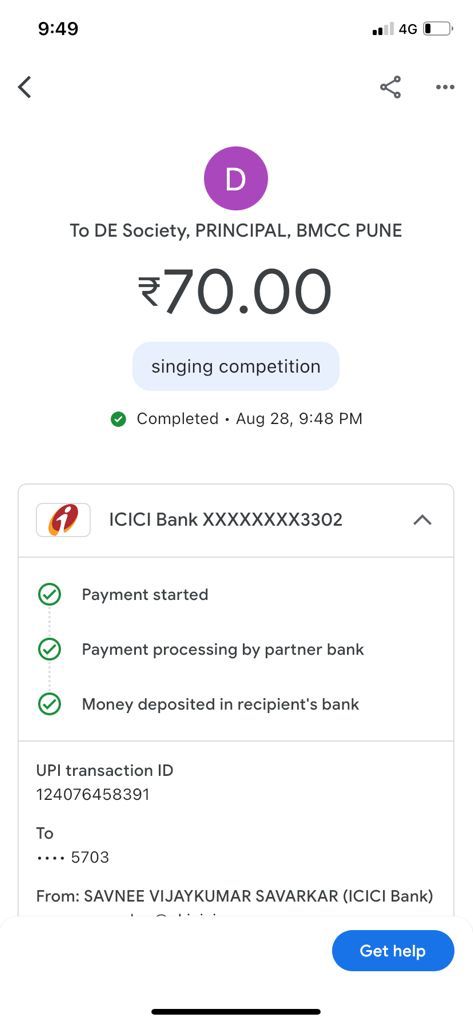 9:49
4G
D
To DE Society, PRINCIPAL, BMCC PUNE
₹70.00
singing competition
Completed • Aug 28, 9:48 PM
ICICI Bank XXXXXXXX3302
Payment started
Payment processing by partner bank
Money deposited in recipient's bank
UPI transaction ID
124076458391
To
•••• 5703
From: SAVNEE VIJAYKUMAR SAVARKAR (ICICI Bank)
Get help